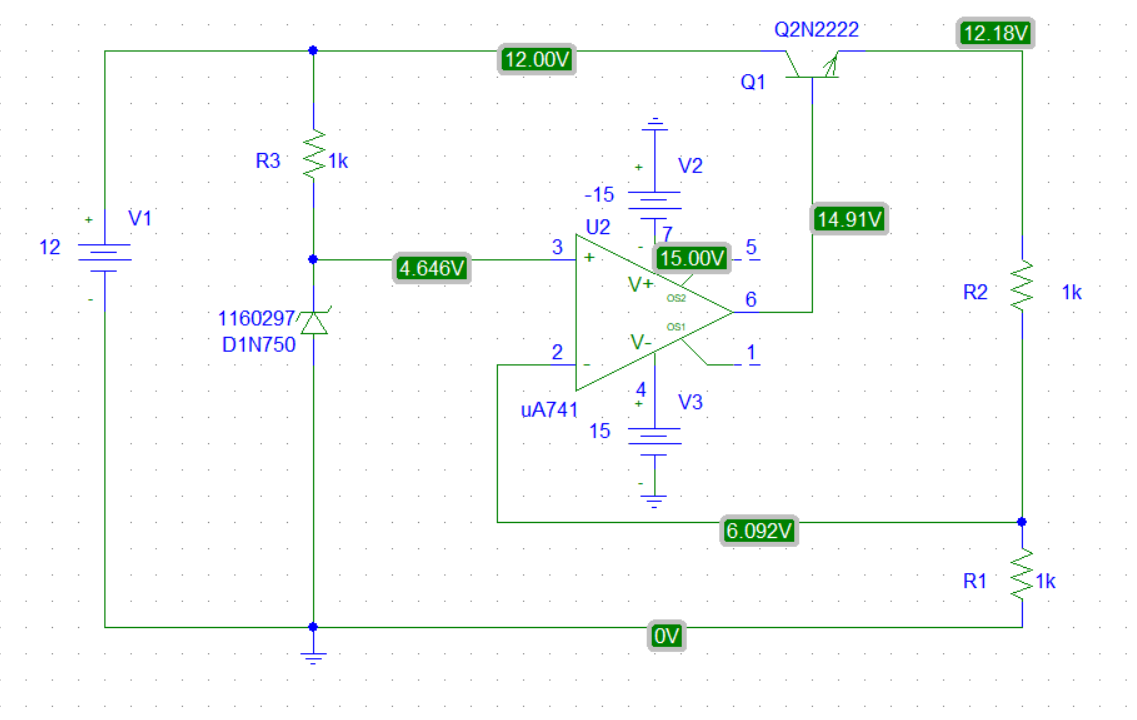 Q2N2222
12.18V
12.00V
Q1
R3
1k
+
V2
-15
-
+
V1
12
-
14.91V
U2
7
3
+
15.00V
5
4.646V
V+
OS2
R2
1k
6
1160297
D1N750
OS1
V-
2
-
1
4
+
V3
uA741
15
-
6.092V
R1
1k
0V